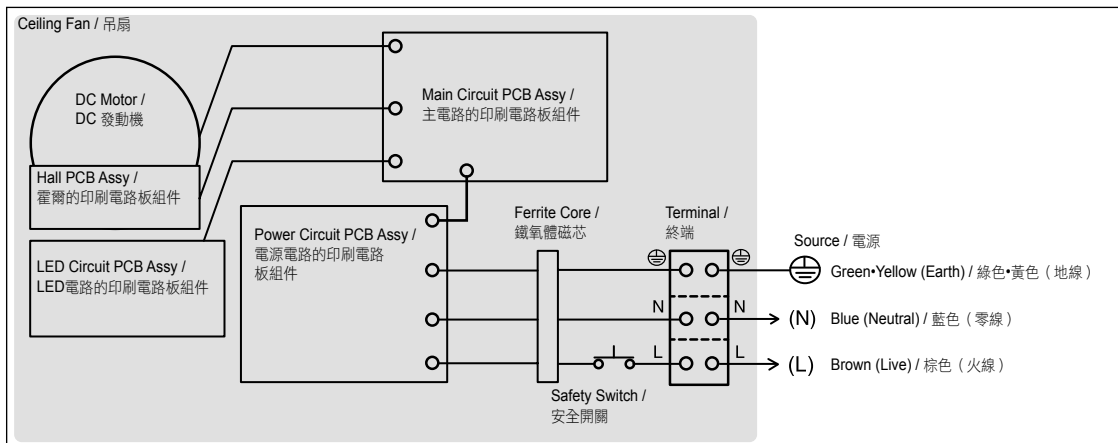 Ceiling Fan / 吊扇
DC Motor /
DC 發動機
Main Circuit PCB Assy /
主電路的印刷電路板組件
Hall PCB Assy /
霍爾的印刷電路板組件
LED Circuit PCB Assy /
LED電路的印刷電路板組件
Power Circuit PCB Assy /
電源電路的印刷電路
板組件
Ferrite Core /
鐵氧體磁芯
Terminal /
終端
Source / 電源
Green•Yellow (Earth) / 綠色•黃色（地線）
N N (N) Blue (Neutral) / 藍色（零線）
L L (L) Brown (Live) / 棕色（火線）
Safety Switch /
安全開關